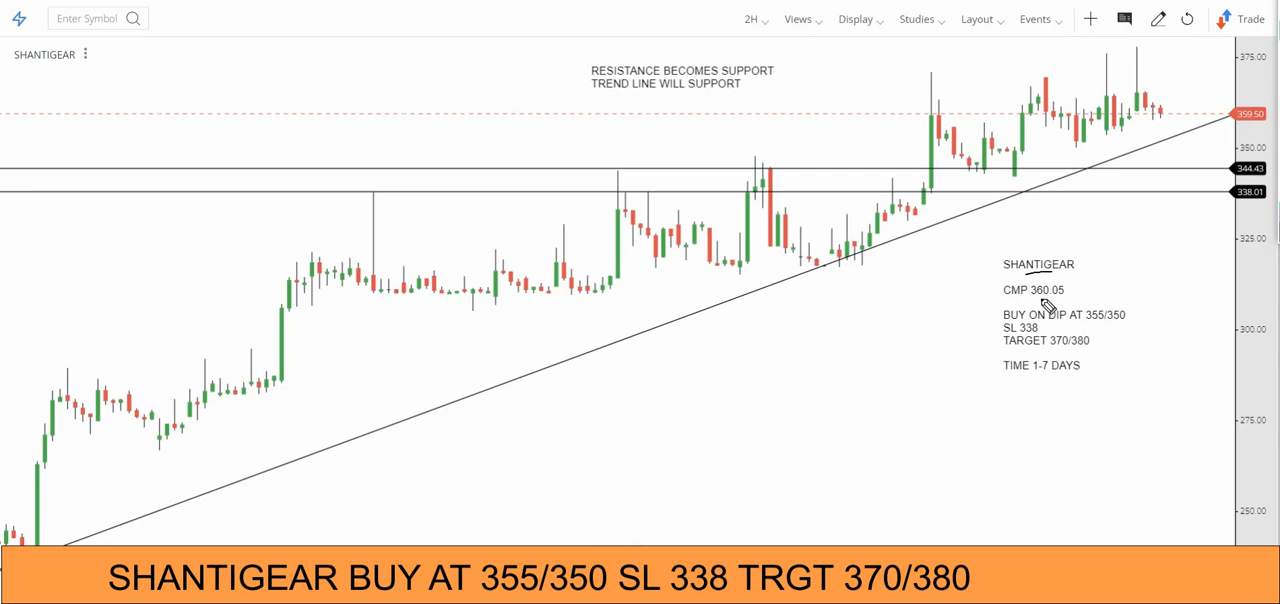 Enter Symbol
2H Views Display Studies Layout Events Trade
SHANTIGEAR
RESISTANCE BECOMES SUPPORT
TREND LINE WILL SUPPORT
375.00
359.50
350.00
344.43
338.01
325.00
300.00
275.00
250.00
SHANTIGEAR
CMP 360.05
BUY ON DIP AT 355/350
SL 338
TARGET 370/380
TIME 1-7 DAYS
SHANTIGEAR BUY AT 355/350 SL 338 TRGT 370/380